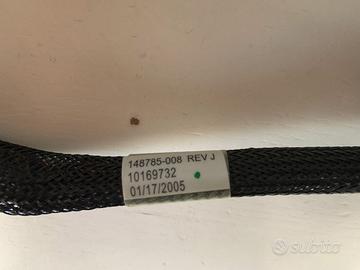 148785-008 REV J
10169732
01/17/2005
subito